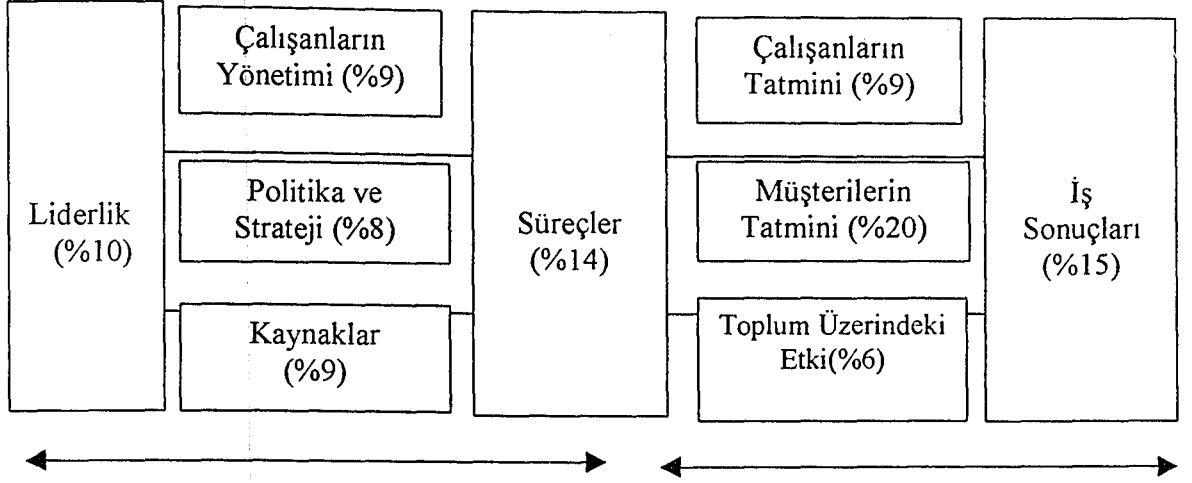 Liderlik
(%10)
Çalışanların
Yönetimi (%9)
Politika ve
Strateji (%8)
Kaynaklar
(%9)
Süreçler
(%14)
Çalışanların
Tatmini (%9)
Müşterilerin
Tatmini (%20)
Toplum Üzerindeki
Etki(%6)
İş
Sonuçları
(%15)